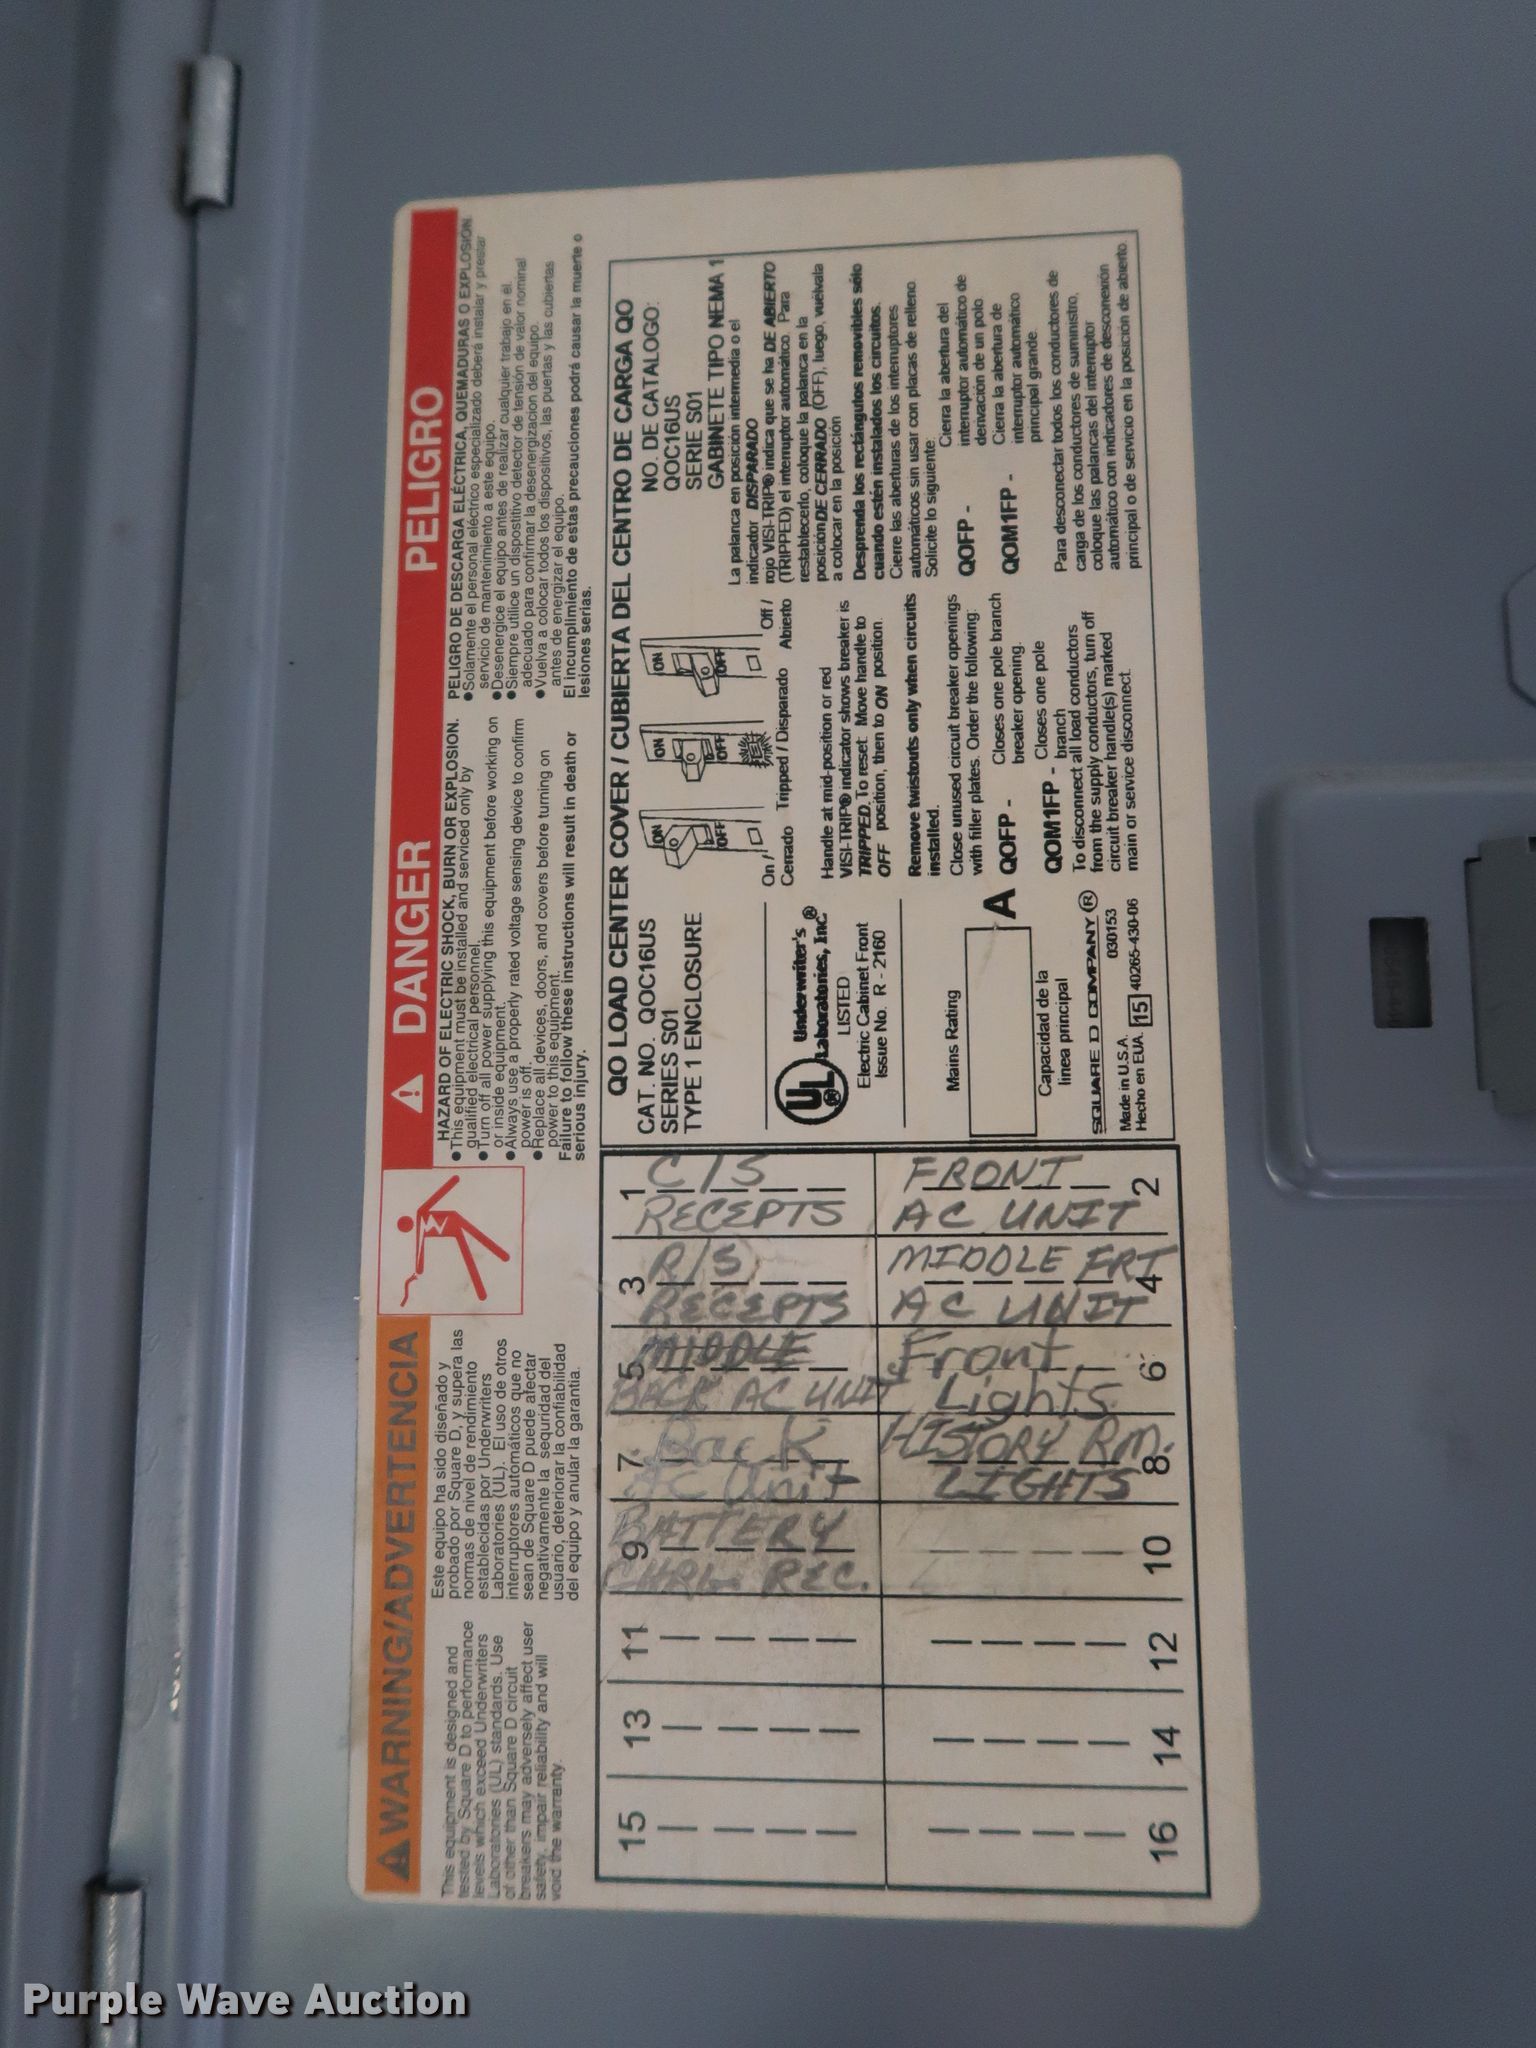 WARNING/ADVERTENCIA
This equipment is designed and
tested by Square D to performance
levels which exceed Underwriters
Laboratories (UL) standards. Use
of other than Square D circuit
breakers may adversely affect user
safety, impair reliability and will
void the warranty.
Este equipo ha sido diseñado y
probado por Square D, y supera las
normas de nivel de rendimiento
establecidas por Underwriters
Laboratories (UL). El uso de otros
interruptores automáticos que no
sean de Square D puede afectar
negativamente la seguridad del
usuario, deteriorar la confiabilidad
del equipo y anular la garantía.
DANGER
HAZARD OF ELECTRIC SHOCK, BURN OR EXPLOSION.
●This equipment must be installed and serviced only by
qualified electrical personnel.
●Turn off all power supplying this equipment before working on
or inside equipment.
●Always use a properly rated voltage sensing device to confirm
power is off.
●Replace all devices, doors, and covers before turning on
power to this equipment.
Failure to follow these instructions will result in death or
serious injury.
PELIGRO
PELIGRO DE DESCARGA ELÉCTRICA, QUEMADURAS O EXPLOSIÓN
●Solamente el personal eléctrico especializado deberá instalar y prestar
servicio de mantenimiento a este equipo.
●Desenergice el equipo antes de realizar cualquier trabajo en él.
●Siempre utilice un dispositivo detector de tensión de valor nominal
adecuado para confirmar la desenergizacion del equipo.
●Vuelva a colocar todos los dispositivos, las puertas y las cubiertas
antes de energizar el equipo.
El incumplimiento de estas precauciones podrá causar la muerte o
lesiones serias.
15
13
11
9 BATTERY
CHRG. REC.
7 Back
AC Unit
5 MIDDLE
BACK AC UNIT
3 R/S
RECEPTS
1 C/S
RECEPTS
16
14
12
10
8 HISTORY RM.
LIGHTS
6 Front
Lights
4 MIDDLE FRT
AC UNIT
2 FRONT
AC UNIT
QO LOAD CENTER COVER / CUBIERTA DEL CENTRO DE CARGA QO
CAT. NO. QOC16US
SERIES S01
TYPE 1 ENCLOSURE
UL
Underwriter's
Laboratories, Inc.®
LISTED
Electric Cabinet Front
Issue No. R - 2160
Mains Rating
A
Capacidad de la
linea principal
SQUARE D COMPANY ®
Made in U.S.A. 030153
Hecho en EUA. 15 40265-430-06
ON
OFF
ON
OFF
ON
OFF
On / Tripped / Disparado Off /
Cerrado Abierto
Handle at mid-position or red
VISI-TRIP® indicator shows breaker is
TRIPPED. To reset: Move handle to
OFF position, then to ON position.
Remove twistouts only when circuits
installed.
Close unused circuit breaker openings
with filler plates. Order the following:
QOFP - Closes one pole branch
breaker opening.
QOM1FP - Closes one pole
branch
To disconnect all load conductors
from the supply conductors, turn off
circuit breaker handle(s) marked
main or service disconnect.
NO. DE CATALOGO:
QOC16US
SERIE S01
GABINETE TIPO NEMA 1
La palanca en posición intermedia o el
indicador DISPARADO
rojo VISI-TRIP® indica que se ha DE ABIERTO
(TRIPPED) el interruptor automático. Para
restablecerlo, coloque la palanca en la
posición DE CERRADO (OFF), luego, vuélvala
a colocar en la posición
Desprenda los rectángulos removibles sólo
cuando estén instalados los circuitos.
Cierre las aberturas de los interruptores
automáticos sin usar con placas de relleno.
Solicite lo siguiente:
QOFP - Cierra la abertura del
interruptor automático de
derivación de un polo
QOM1FP - Cierra la abertura de
interruptor automático
principal grande.
Para desconectar todos los conductores de
carga de los conductores de suministro,
coloque las palancas del interruptor
automático con indicadores de desconexión
principal o de servicio en la posición de abierto.
Purple Wave Auction